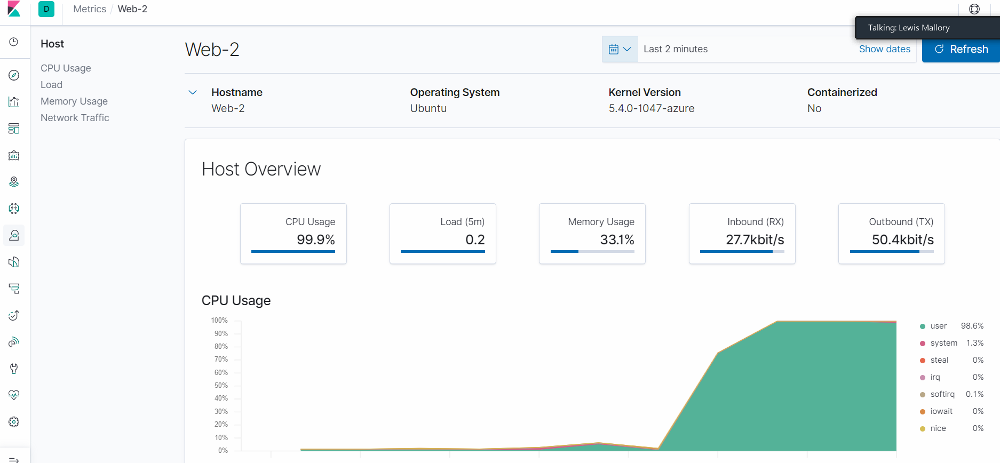 D
Metrics / Web-2
Talking: Lewis Mallory
Host
CPU Usage
Load
Memory Usage
Network Traffic
Web-2
Last 2 minutes
Show dates
Refresh
Hostname
Web-2
Operating System
Ubuntu
Kernel Version
5.4.0-1047-azure
Containerized
No
Host Overview
CPU Usage
99.9%
Load (5m)
0.2
Memory Usage
33.1%
Inbound (RX)
27.7kbit/s
Outbound (TX)
50.4kbit/s
CPU Usage
100%
90%
80%
70%
60%
50%
40%
30%
20%
10%
0%
user 98.6%
system 1.3%
steal 0%
irq 0%
softirq 0.1%
iowait 0%
nice 0%